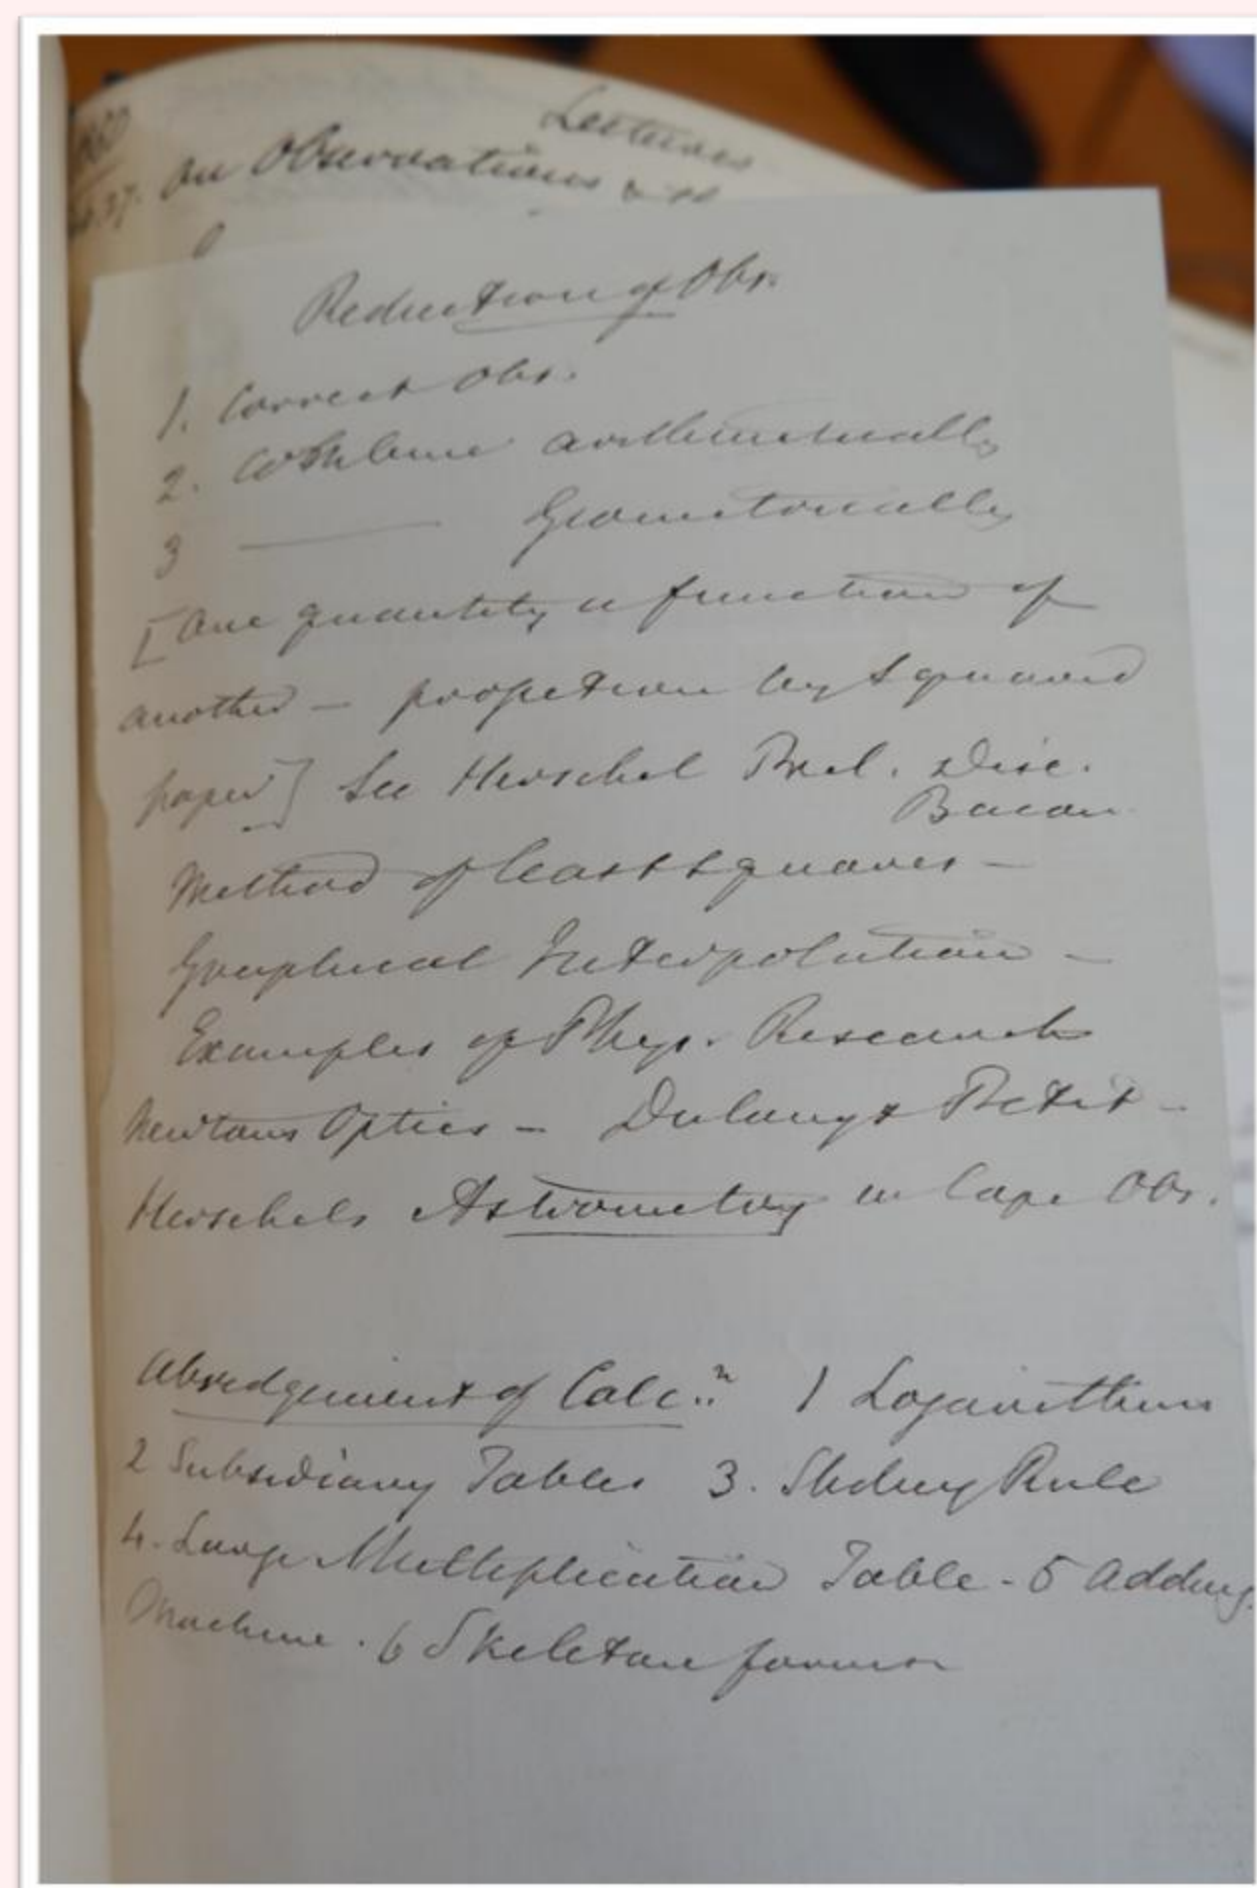 Lectures
On Observations &
Reduction of Obs.
1. Correct Obs.
2. Combine arithmetically
3 —— Geometrically
[One quantity a function of
another — projection by squared
paper] See Herschel Prel. Disc.
Bacon
Method of least squares —
Graphical Interpolation —
Examples of Phys. Research
Newtons Optics — Dulong & Petit —
Herschels Astrometry in Cape Obs.
Abridgement of Calc.ⁿ 1 Logarithms
2 Subsidiary Tables 3. Sliding Rule
4. Large Multiplication Table - 5 Adding
Machine. 6 Skeleton forms